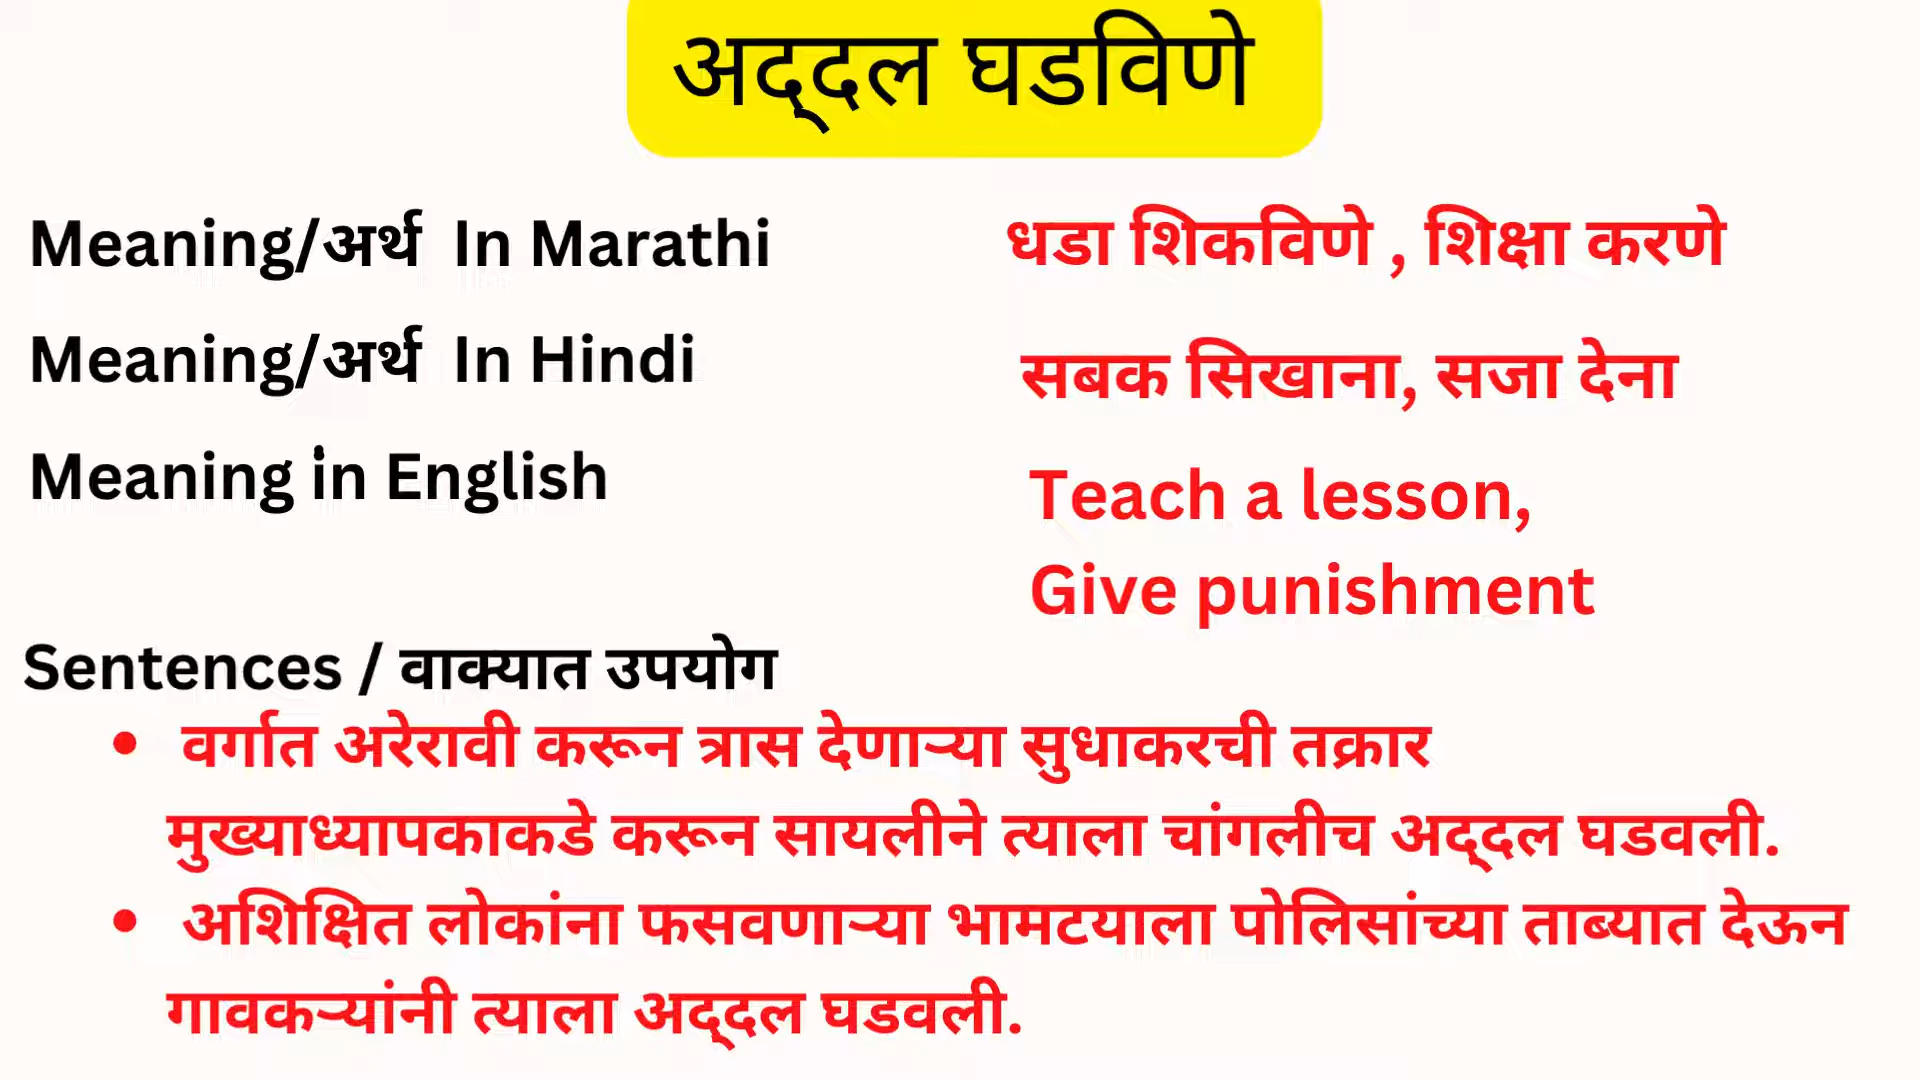 अद्दल घडविणे
Meaning/अर्थ In Marathi धडा शिकविणे , शिक्षा करणे
Meaning/अर्थ In Hindi सबक सिखाना, सजा देना
Meaning in English Teach a lesson,
Give punishment
Sentences / वाक्यात उपयोग
• वर्गात अरेरावी करून त्रास देणाऱ्या सुधाकरची तक्रार
मुख्याध्यापकाकडे करून सायलीने त्याला चांगलीच अद्दल घडवली.
• अशिक्षित लोकांना फसवणाऱ्या भामटयाला पोलिसांच्या ताब्यात देऊन
गावकऱ्यांनी त्याला अद्दल घडवली.